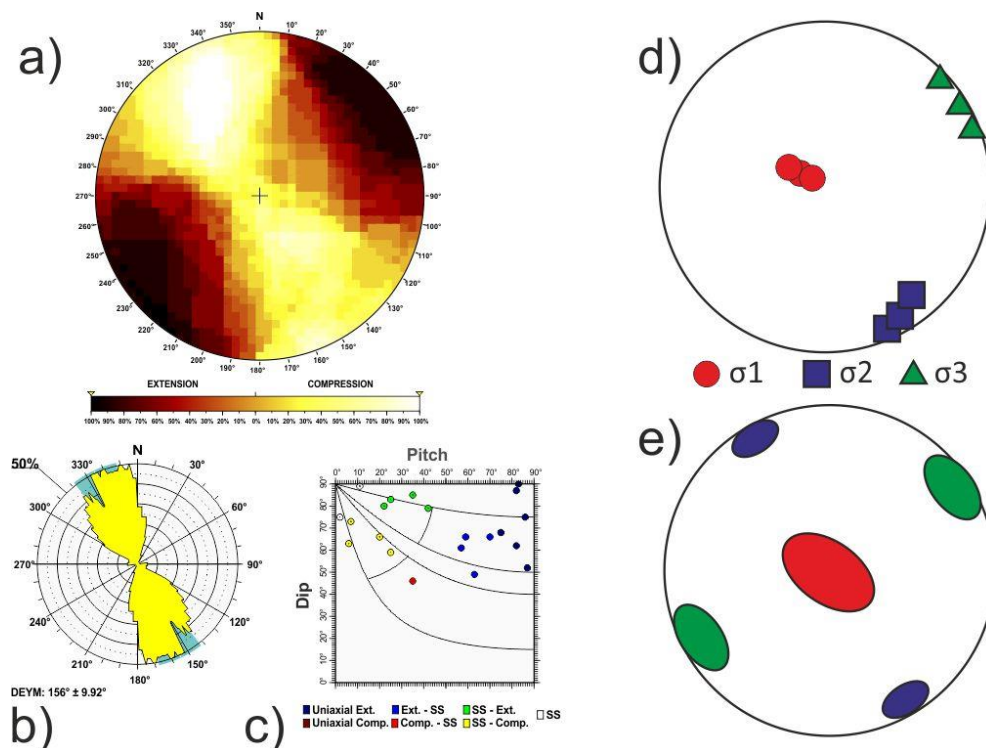 a)
N
350° 10°
340° 20°
330° 30°
320° 40°
310° 50°
300° 60°
290° 70°
280° 80°
270° 90°
260° 100°
250° 110°
240° 120°
230° 130°
220° 140°
210° 150°
200° 190° 180° 170° 160°
EXTENSION COMPRESSION
100% 90% 80% 70% 60% 50% 40% 30% 20% 10% 0% 10% 20% 30% 40% 50% 60% 70% 80% 90% 100%
b)
50%
N
330° 30°
300° 60°
270° 90°
240° 120°
210° 150°
180°
DEYM: 156° ± 9.92°
c)
Pitch
0° 10° 20° 30° 40° 50° 60° 70° 80° 90°
Dip
90°
80°
70°
60°
50°
40°
30°
20°
10°
0°
Uniaxial Ext. Ext. - SS SS - Ext. SS
Uniaxial Comp. Comp. - SS SS - Comp.
d)
σ1 σ2 σ3
e)